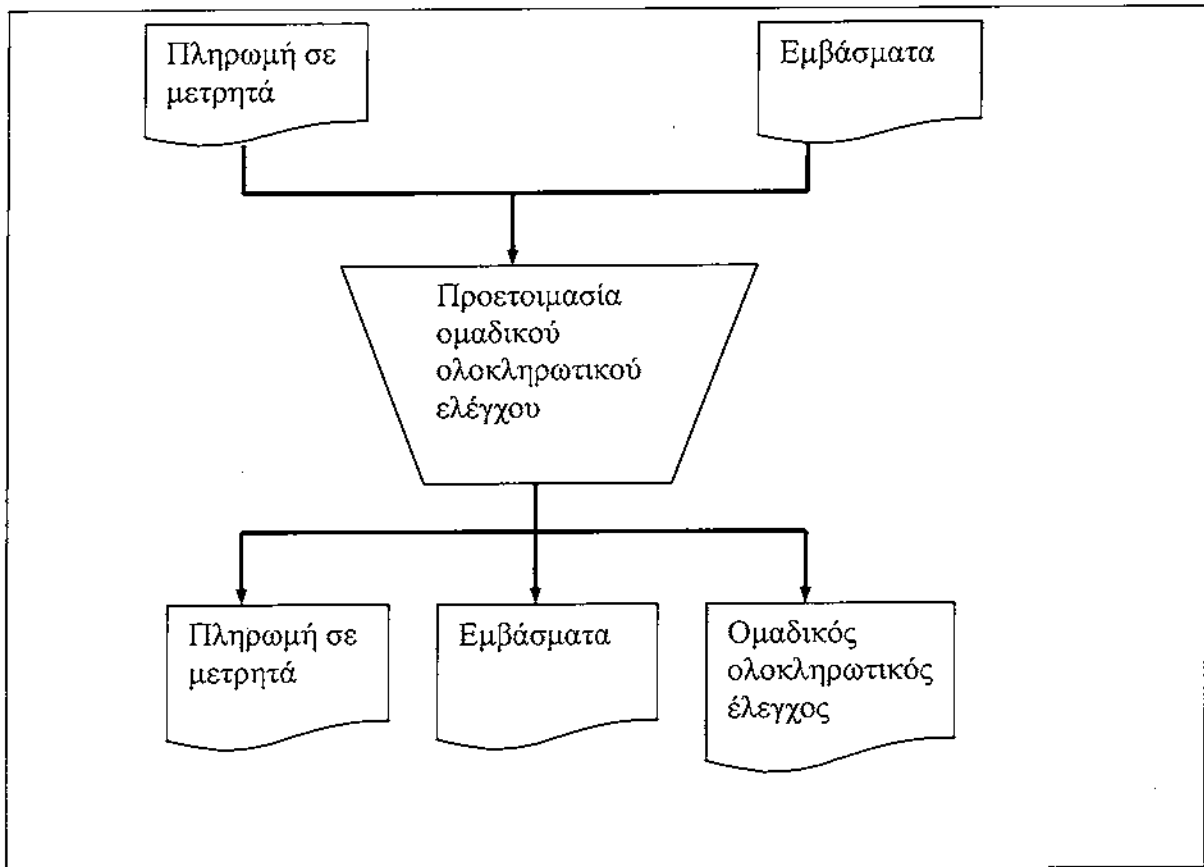 Πληρωμή σε
μετρητά
Εμβάσματα
Προετοιμασία
ομαδικού
ολοκληρωτικού
ελέγχου
Πληρωμή σε
μετρητά
Εμβάσματα
Ομαδικός
ολοκληρωτικός
έλεγχος